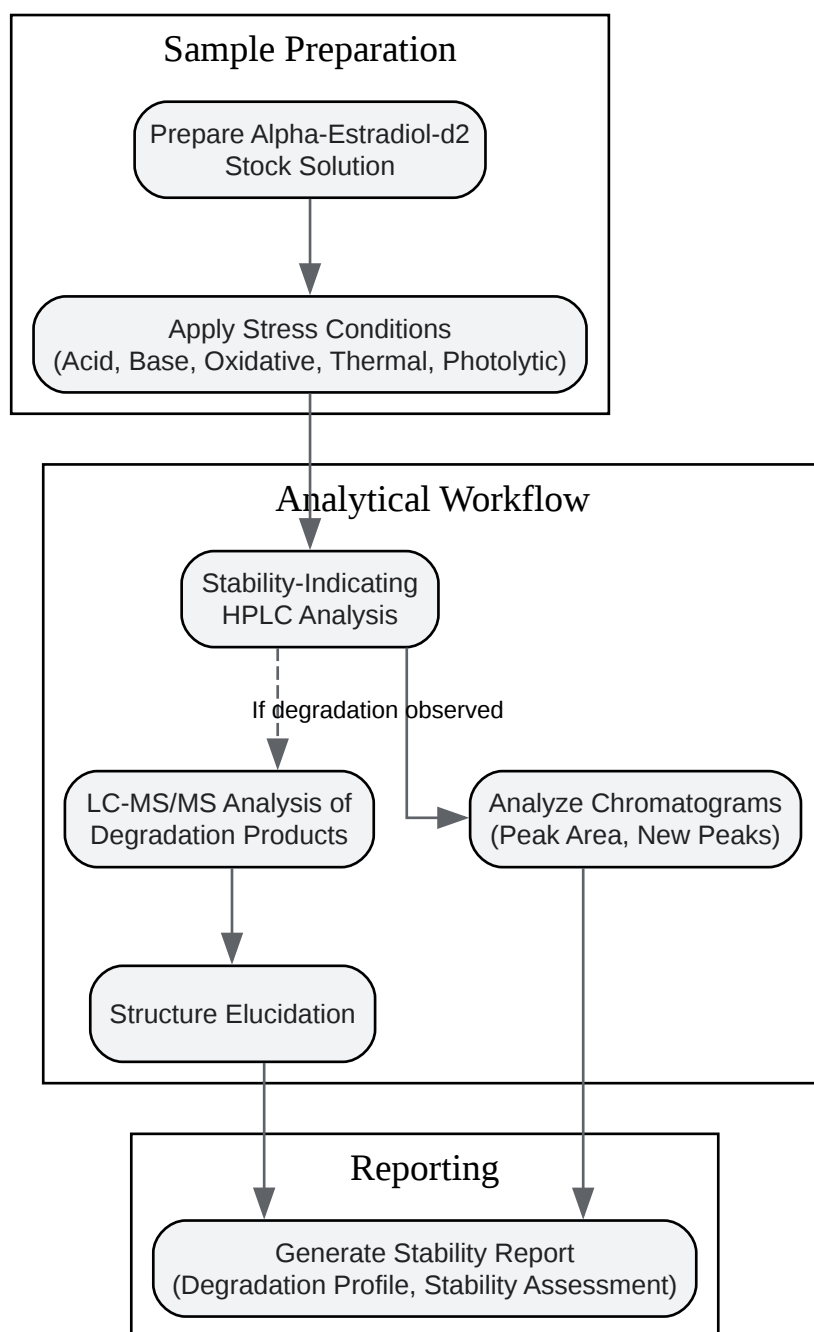 Sample Preparation
Prepare Alpha-Estradiol-d2
Stock Solution
Apply Stress Conditions
(Acid, Base, Oxidative, Thermal, Photolytic)
Analytical Workflow
Stability-Indicating
HPLC Analysis
If degradation observed
LC-MS/MS Analysis of
Degradation Products
Analyze Chromatograms
(Peak Area, New Peaks)
Structure Elucidation
Reporting
Generate Stability Report
(Degradation Profile, Stability Assessment)